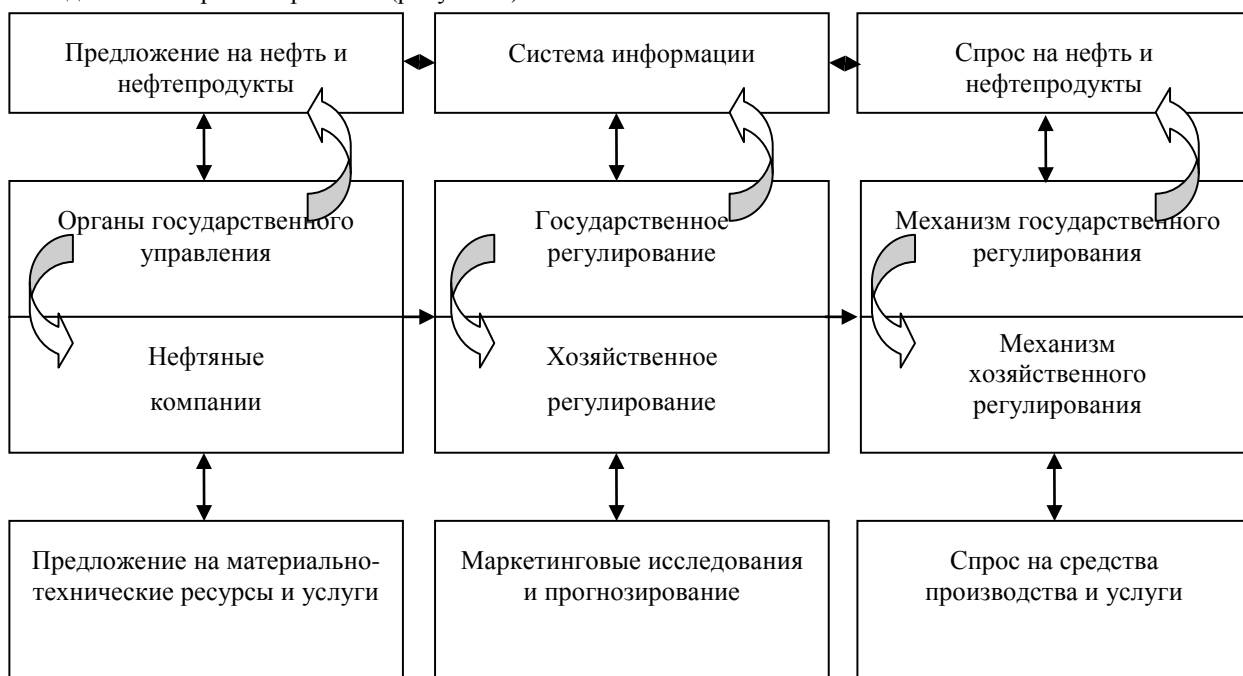 Предложение на нефть и
нефтепродукты
Система информации
Спрос на нефть и
нефтепродукты
Органы государственного
управления
Государственное
регулирование
Механизм государственного
регулирования
Нефтяные
компании
Хозяйственное
регулирование
Механизм
хозяйственного
регулирования
Предложение на материально-
технические ресурсы и услуги
Маркетинговые исследования
и прогнозирование
Спрос на средства
производства и услуги